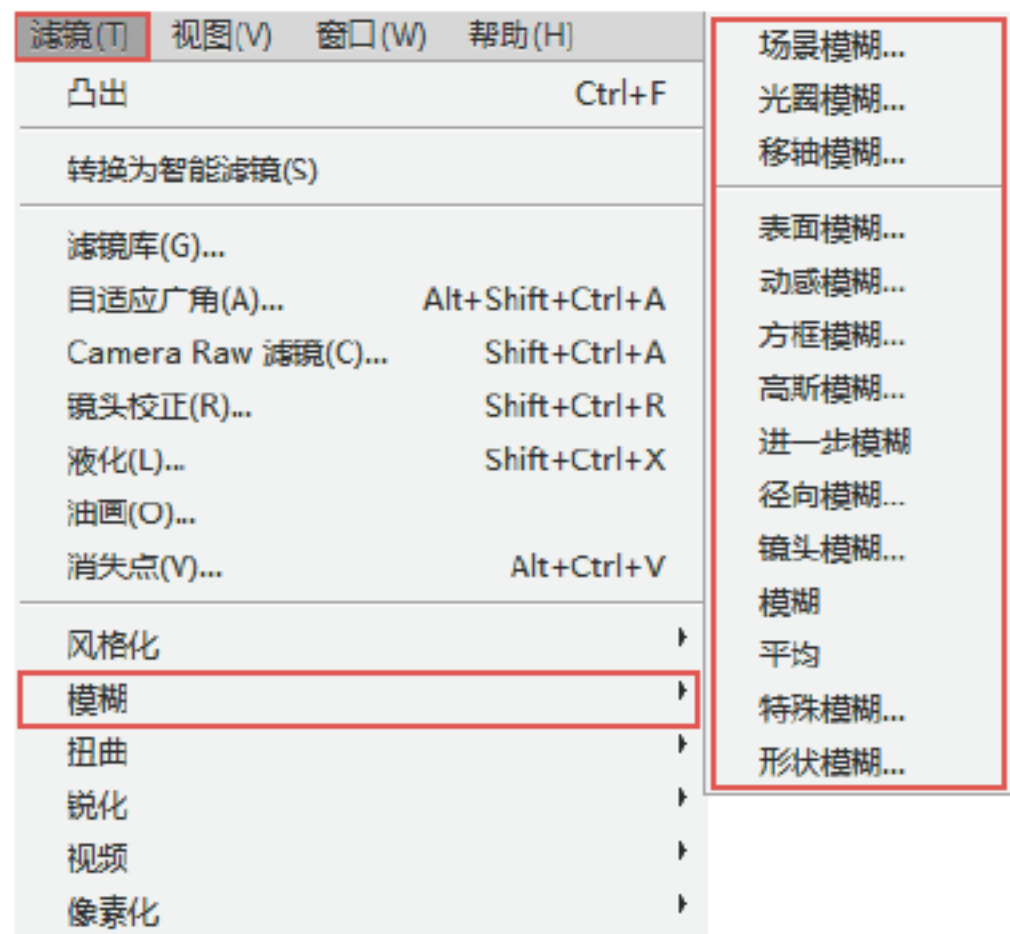 滤镜(T) 视图(V) 窗口(W) 帮助(H)
凸出 Ctrl+F
转换为智能滤镜(S)
滤镜库(G)...
自适应广角(A)... Alt+Shift+Ctrl+A
Camera Raw 滤镜(C)... Shift+Ctrl+A
镜头校正(R)... Shift+Ctrl+R
液化(L)... Shift+Ctrl+X
油画(O)...
消失点(V)... Alt+Ctrl+V
风格化
模糊
扭曲
锐化
视频
像素化
场景模糊...
光圈模糊...
移轴模糊...
表面模糊...
动感模糊...
方框模糊...
高斯模糊...
进一步模糊
径向模糊...
镜头模糊...
模糊
平均
特殊模糊...
形状模糊...